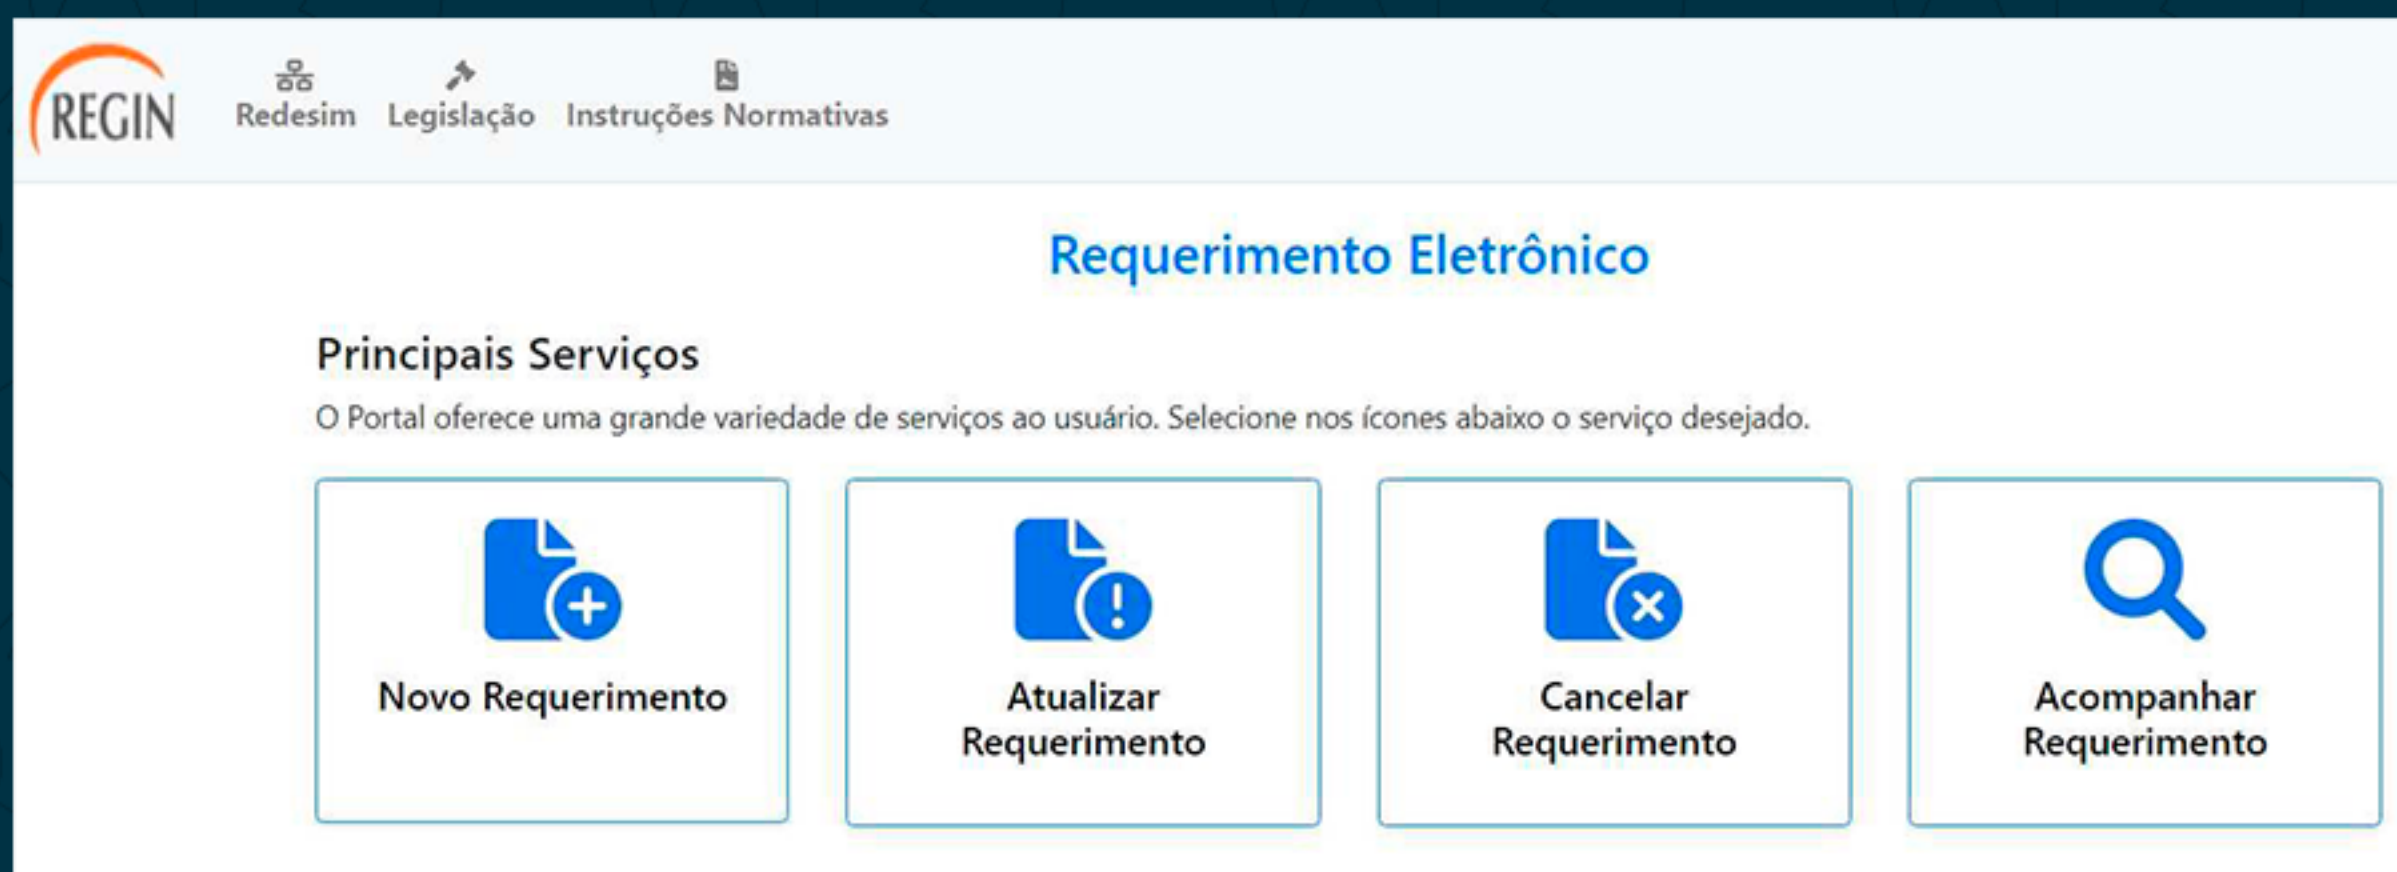 REGIN
Redesim Legislação Instruções Normativas
Requerimento Eletrônico
Principais Serviços
O Portal oferece uma grande variedade de serviços ao usuário. Selecione nos ícones abaixo o serviço desejado.
Novo Requerimento
Atualizar
Requerimento
Cancelar
Requerimento
Acompanhar
Requerimento